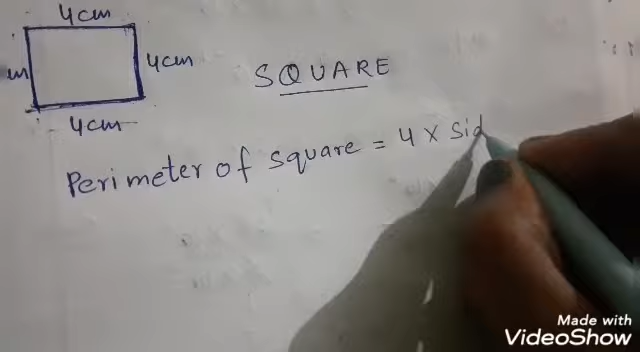 4cm
m
4cm
4cm
SQUARE
Perimeter of square = 4 × Sid
Made with
VideoShow